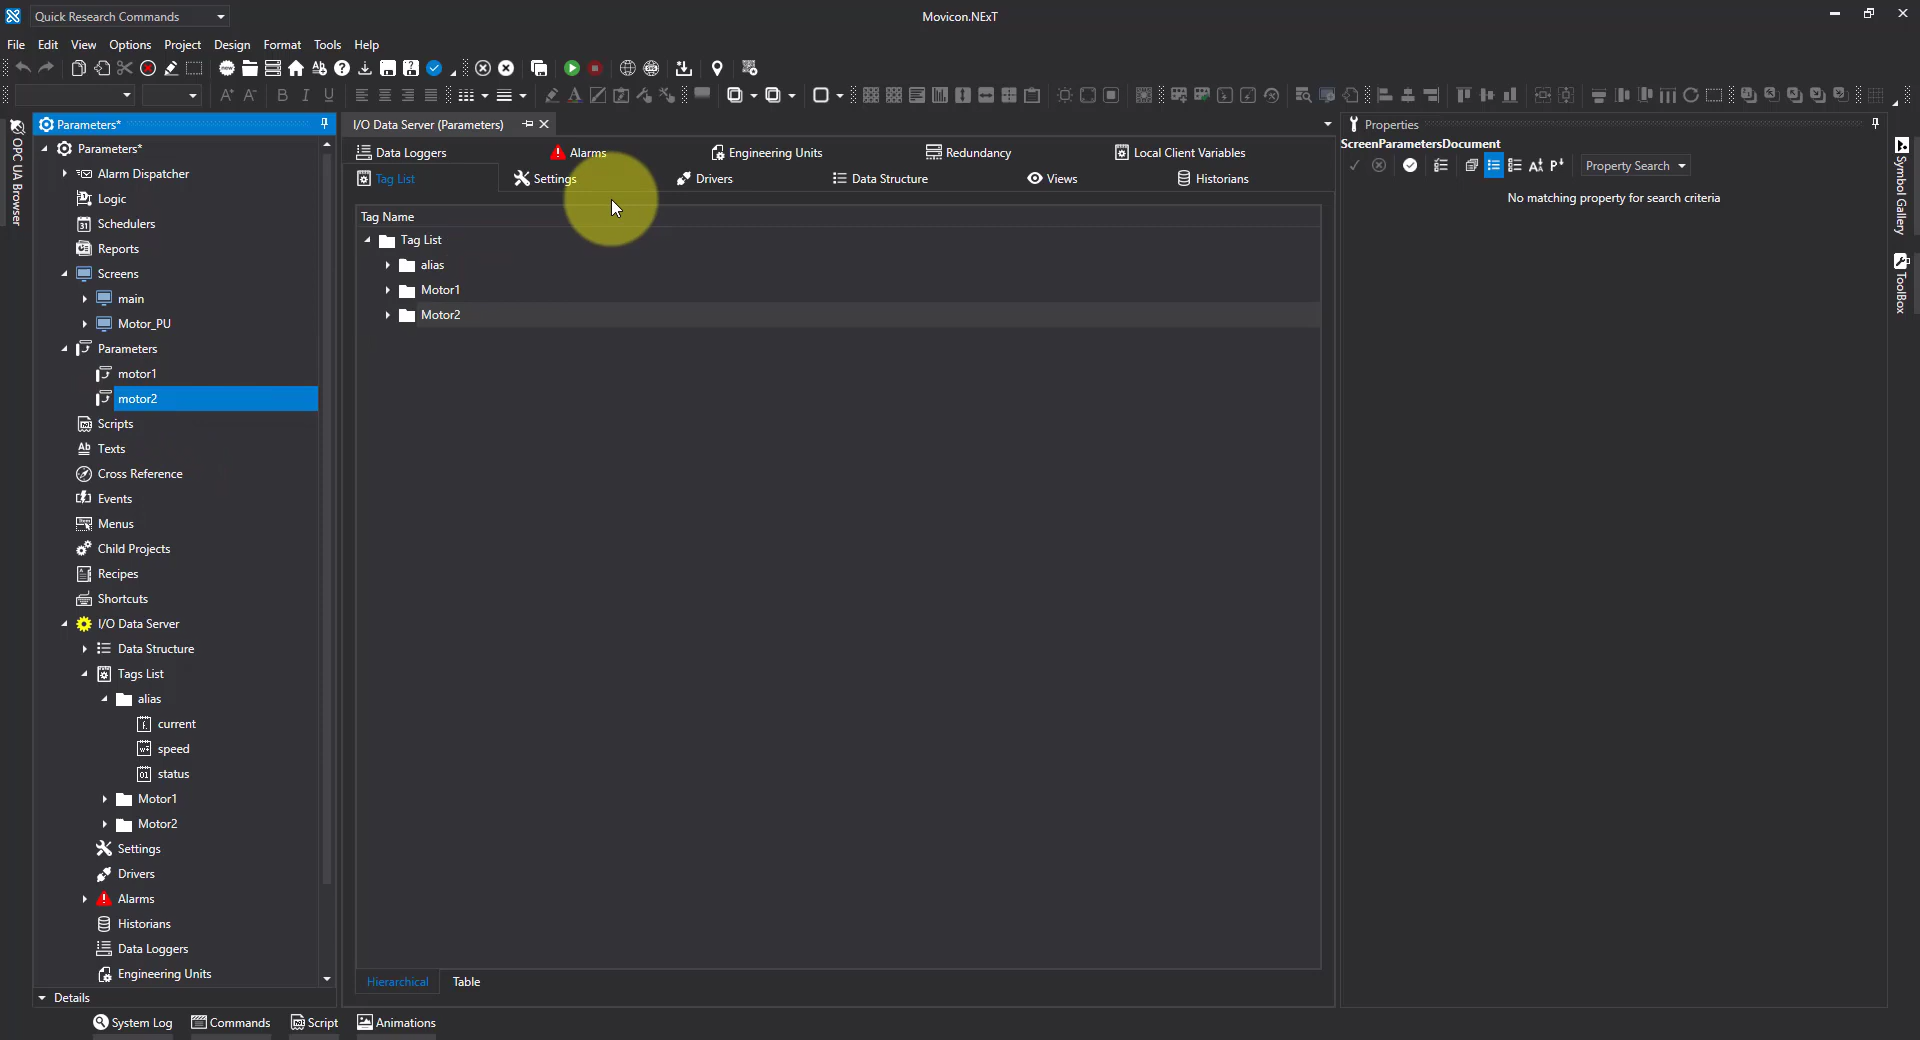 Quick Research Commands
Movicon.NExT
File Edit View Options Project Design Format Tools Help
Parameters*
I/O Data Server (Parameters)
Properties
OPC UA Browser
Parameters*
Alarm Dispatcher
Logic
Schedulers
Reports
Screens
main
Motor_PU
Parameters
motor1
motor2
Scripts
Texts
Cross Reference
Events
Menus
Child Projects
Recipes
Shortcuts
I/O Data Server
Data Structure
Tags List
alias
current
speed
status
Motor1
Motor2
Settings
Drivers
Alarms
Historians
Data Loggers
Engineering Units
Details
Data Loggers Alarms Engineering Units Redundancy Local Client Variables
Tag List Settings Drivers Data Structure Views Historians
Tag Name
Tag List
alias
Motor1
Motor2
Hierarchical Table
ScreenParametersDocument
Property Search
No matching property for search criteria
Symbol Gallery
ToolBox
System Log Commands Script Animations